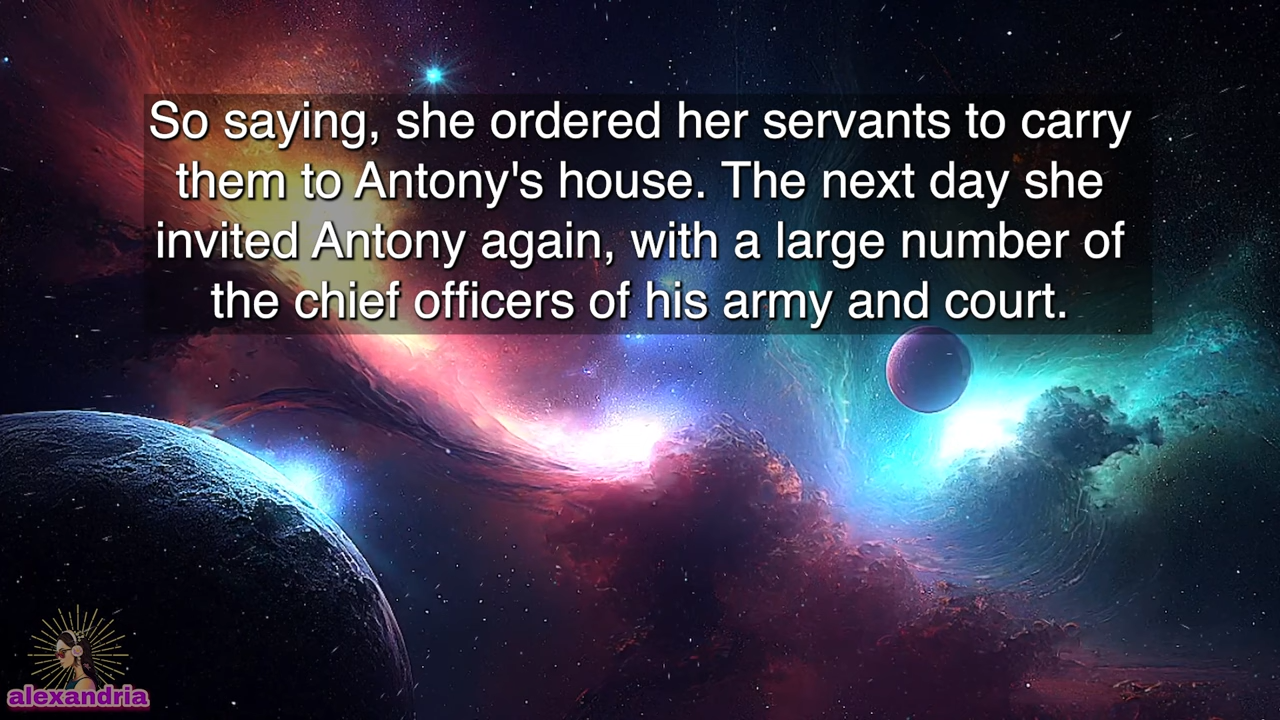 So saying, she ordered her servants to carry
them to Antony's house. The next day she
invited Antony again, with a large number of
the chief officers of his army and court.
alexandria